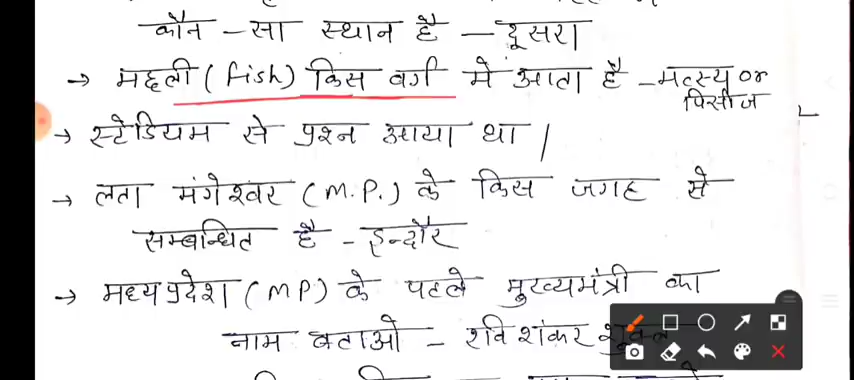 कौन - सा स्थान है - दूसरा
→ मछली (fish) किस वर्ग में आता है - मत्स्य or
पिसीज
→ स्टेडियम से प्रश्न आया था |
→ लता मंगेश्वर (M.P.) के किस जगह से
सम्बन्धित है - इन्दौर
→ मध्यप्रदेश (MP) के पहले मुख्यमंत्री का
नाम बताओ - रवि शंकर शुक्ल